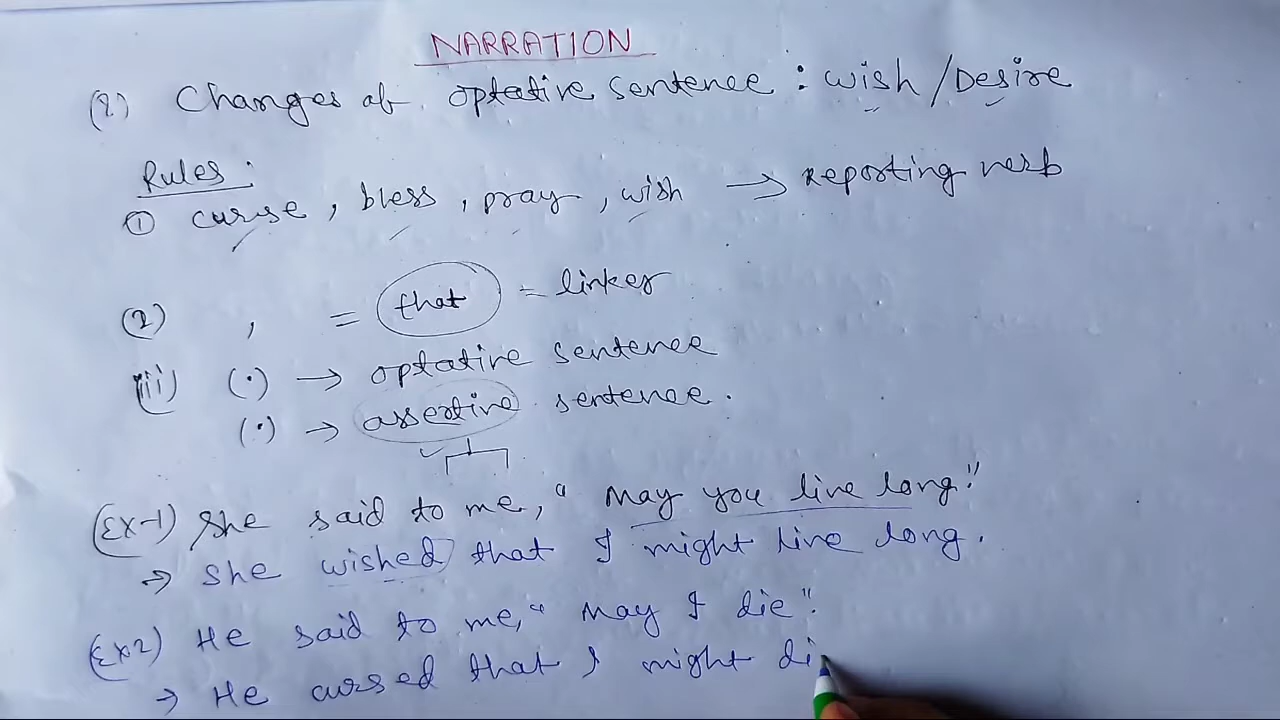 NARRATION
(2) Changes of optative sentence : wish/Desire
Rules :
① curse, bless, pray, wish → Reporting verb
(2) , = that = linker
(iii) (.) → optative sentence
(.) → assertive sentence.
(Ex-1) She said to me, "May you live long".
→ She wished that I might live long.
(Ex2) He said to me, "May I die".
→ He cursed that I might di